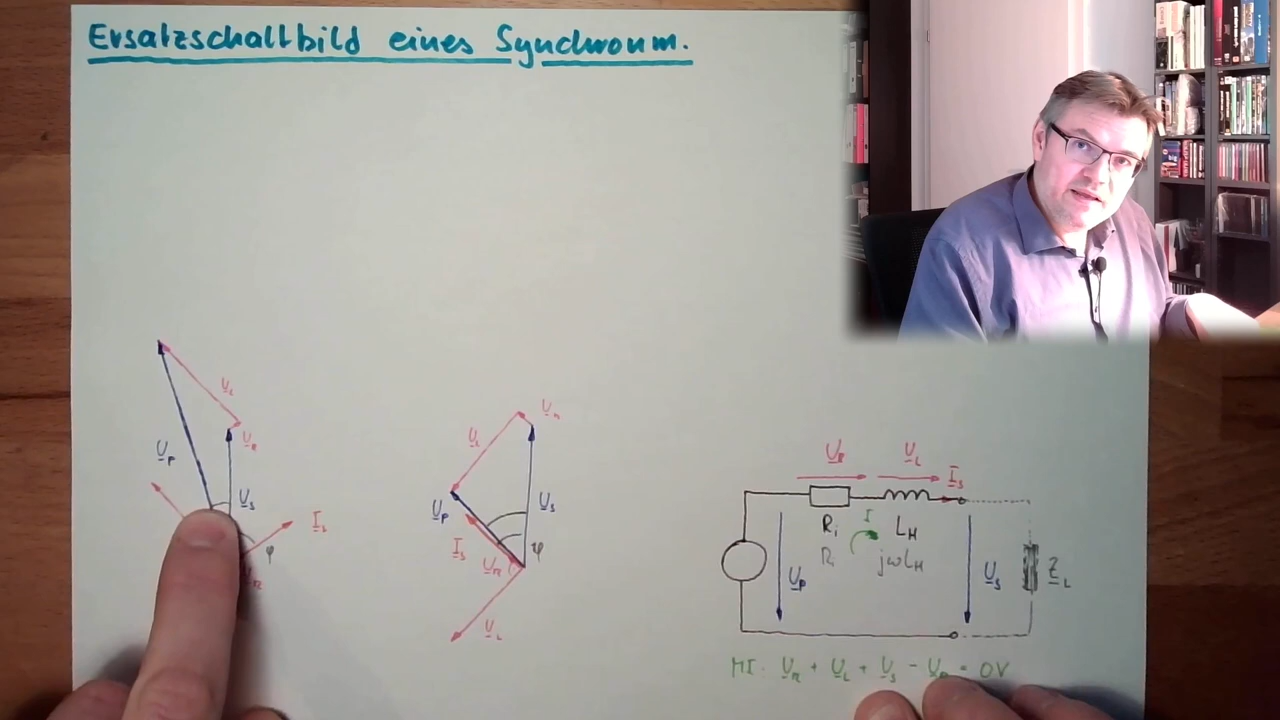 Ersatzschaltbild eines Synchronm.
U_L
U_R
U_P
U_S
I_S
φ
U_R
U_R
U_L
U_P
U_S
I_S
U_R
φ
U_L
U_R U_L I_S
R_i I L_H
R_i jωL_H
U_P U_S Z_L
MI: U_R + U_L + U_S - U_P = 0V